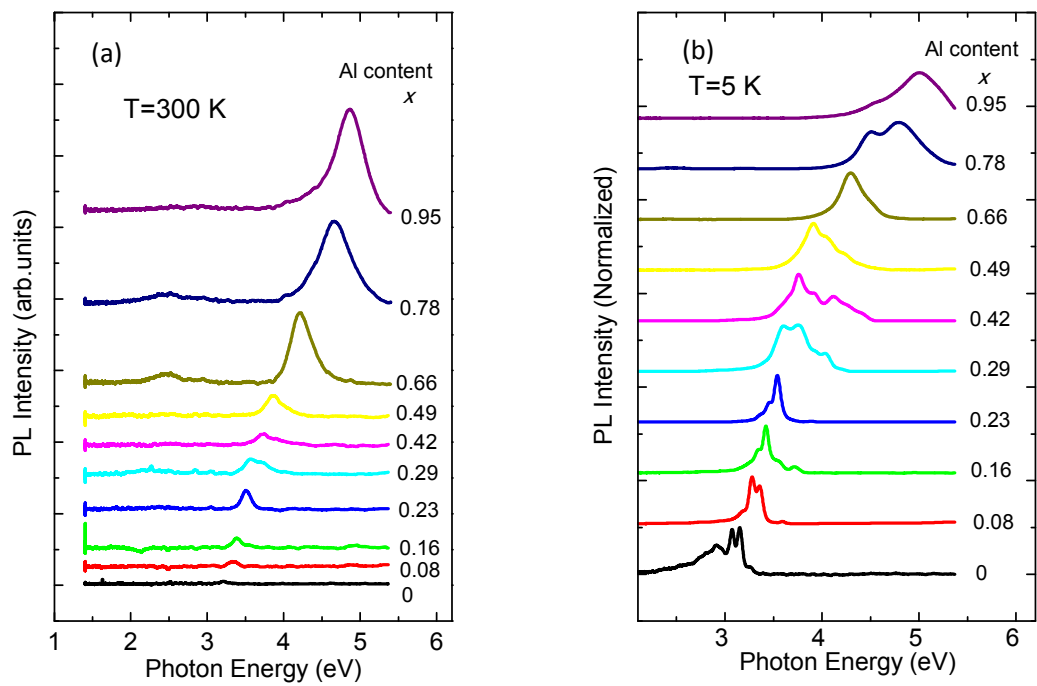 (a)
T=300 K
Al content
x
0.95
0.78
0.66
0.49
0.42
0.29
0.23
0.16
0.08
0
PL Intensity (arb.units)
1 2 3 4 5 6
Photon Energy (eV)
(b)
T=5 K
Al content
x
0.95
0.78
0.66
0.49
0.42
0.29
0.23
0.16
0.08
0
PL Intensity (Normalized)
3 4 5 6
Photon Energy (eV)